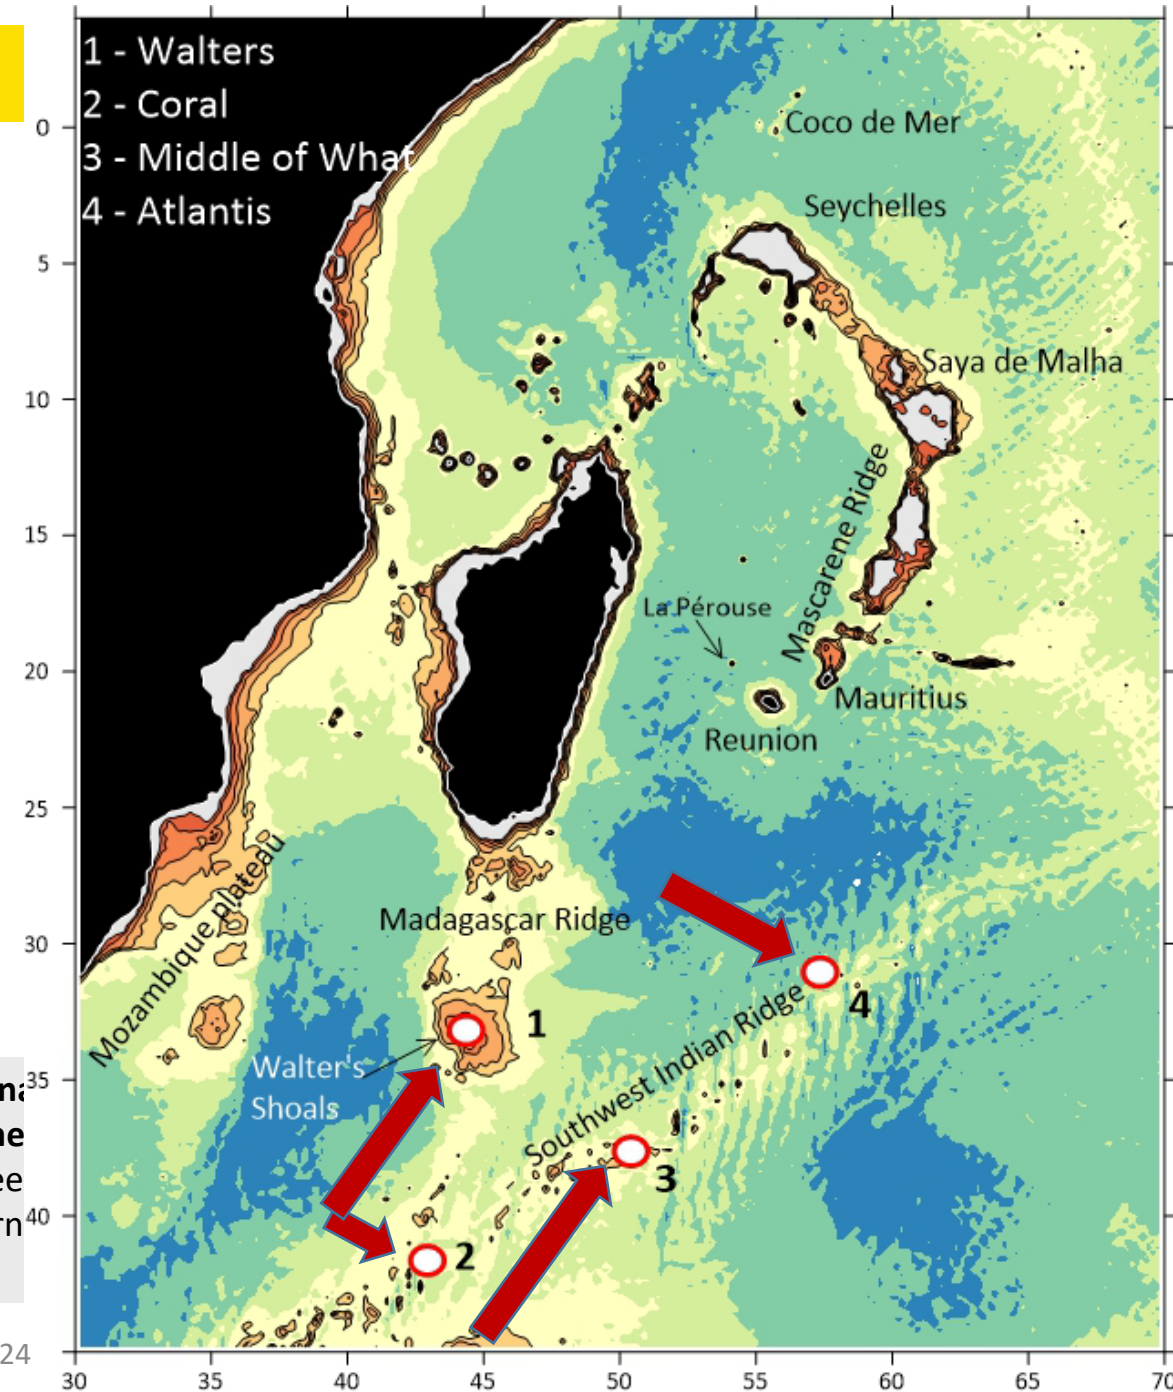 1 - Walters
2 - Coral
3 - Middle of What
4 - Atlantis
Coco de Mer
Seychelles
Saya de Malha
Mascarene Ridge
La Pérouse
Mauritius
Reunion
Mozambique plateau
Madagascar Ridge
Walter's
Shoals
Southwest Indian Ridge
1
2
3
4
0
5
10
15
20
25
30
35
40
30
35
40
45
50
55
60
65
70
24